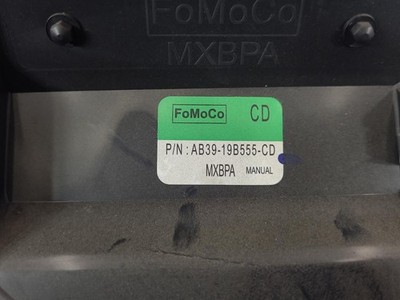 FoMoCo
MXBPA
FoMoCo CD
P/N : AB39-19B555-CD
MXBPA MANUAL